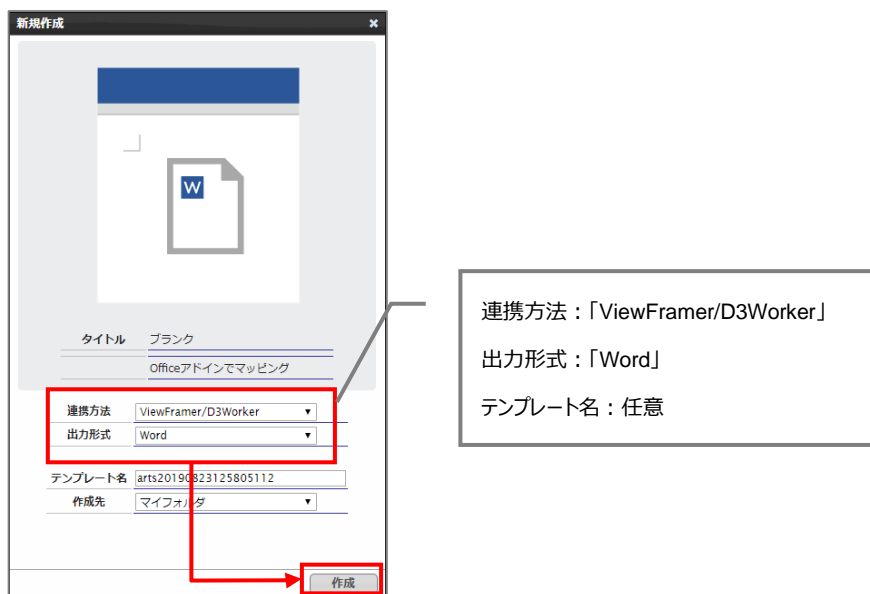 新規作成
W
タイトル ブランク
Officeアドインでマッピング
連携方法 ViewFramer/D3Worker
出力形式 Word
テンプレート名 arts20190823125805112
作成先 マイフォルダ
作成
連携方法：「ViewFramer/D3Worker」
出力形式：「Word」
テンプレート名：任意